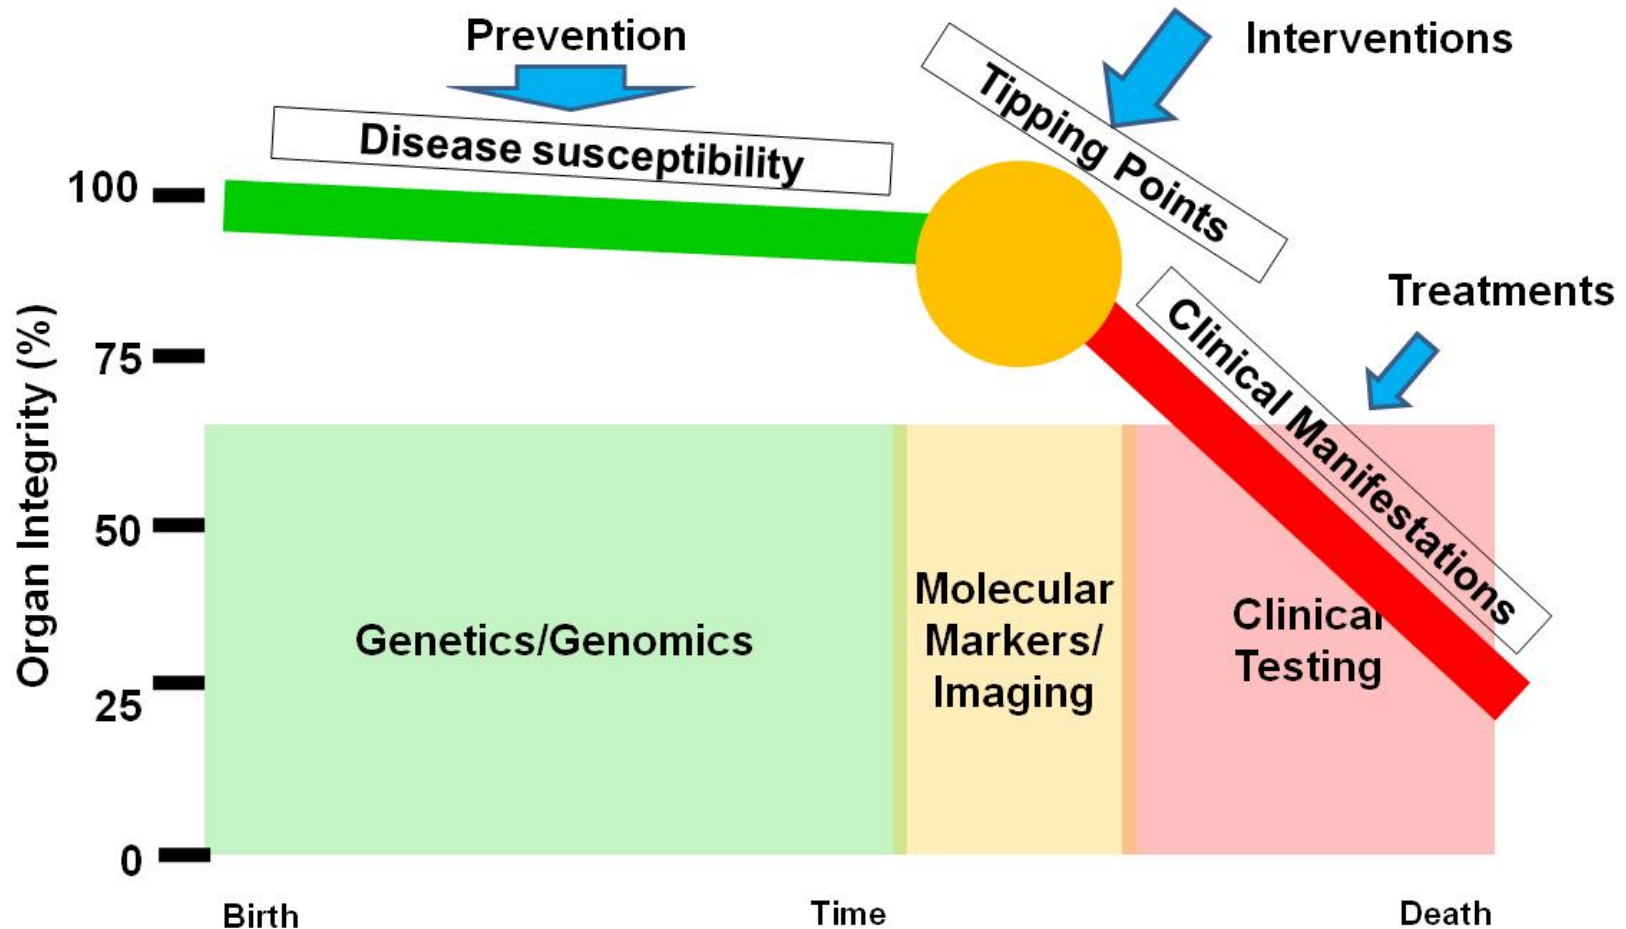 Prevention
Interventions
Disease susceptibility
Tipping Points
Treatments
Clinical Manifestations
Organ Integrity (%)
100
75
50
25
0
Genetics/Genomics
Molecular
Markers/
Imaging
Clinical
Testing
Birth
Time
Death